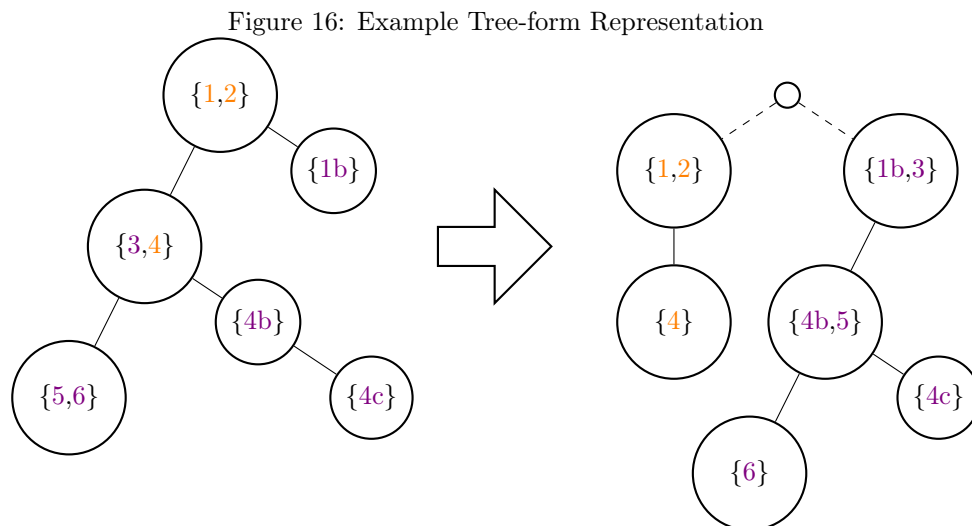 Figure 16: Example Tree-form Representation
{1,2}
{1b}
{3,4}
{4b}
{5,6}
{4c}
{1,2}
{1b,3}
{4}
{4b,5}
{4c}
{6}